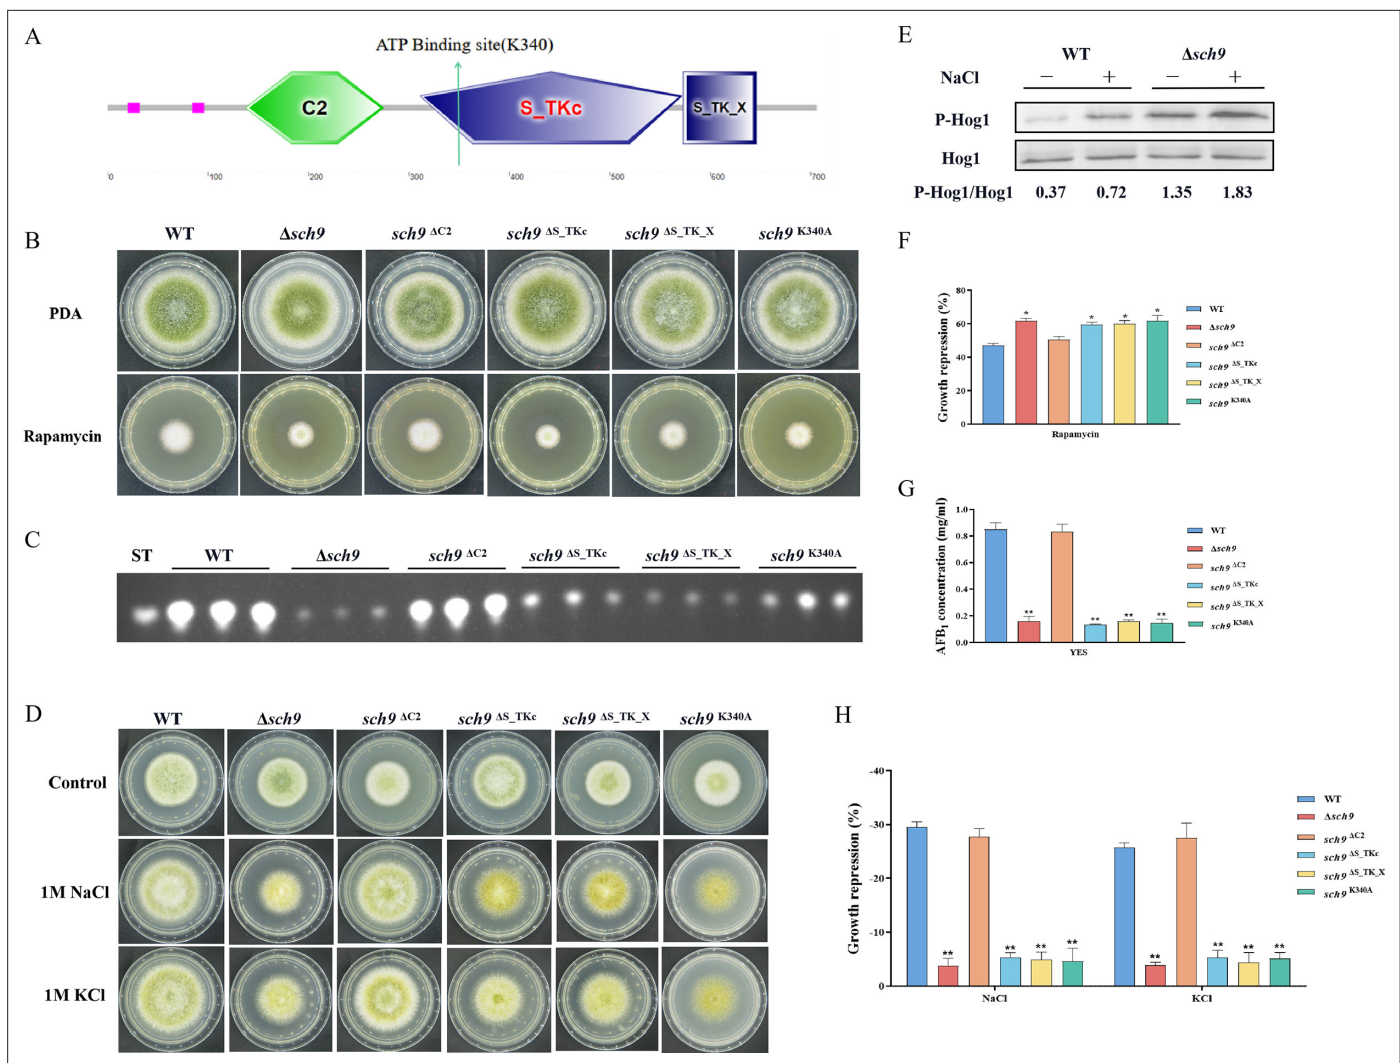 A
ATP Binding site(K340)
C2
S_TKc
S_TK_X
0 100 200 300 400 500 600 700
B
WT Δsch9 sch9 ΔC2 sch9 ΔS_TKc sch9 ΔS_TK_X sch9 K340A
PDA
Rapamycin
C
ST WT Δsch9 sch9 ΔC2 sch9 ΔS_TKc sch9 ΔS_TK_X sch9 K340A
D
WT Δsch9 sch9 ΔC2 sch9 ΔS_TKc sch9 ΔS_TK_X sch9 K340A
Control
1M NaCl
1M KCl
E
WT Δsch9
NaCl − + − +
P-Hog1
Hog1
P-Hog1/Hog1 0.37 0.72 1.35 1.83
F
Growth repression (%)
80
60
40
20
0
* * * *
Rapamycin
WT
Δsch9
sch9 ΔC2
sch9 ΔS_TKc
sch9 ΔS_TK_X
sch9 K340A
G
AFB1 concentration (mg/ml)
1.0
0.8
0.6
0.4
0.2
0.0
** ** ** **
YES
WT
Δsch9
sch9 ΔC2
sch9 ΔS_TKc
sch9 ΔS_TK_X
sch9 K340A
H
Growth repression (%)
-40
-30
-20
-10
0
** ** ** ** ** ** ** **
NaCl KCl
WT
Δsch9
sch9 ΔC2
sch9 ΔS_TKc
sch9 ΔS_TK_X
sch9 K340A